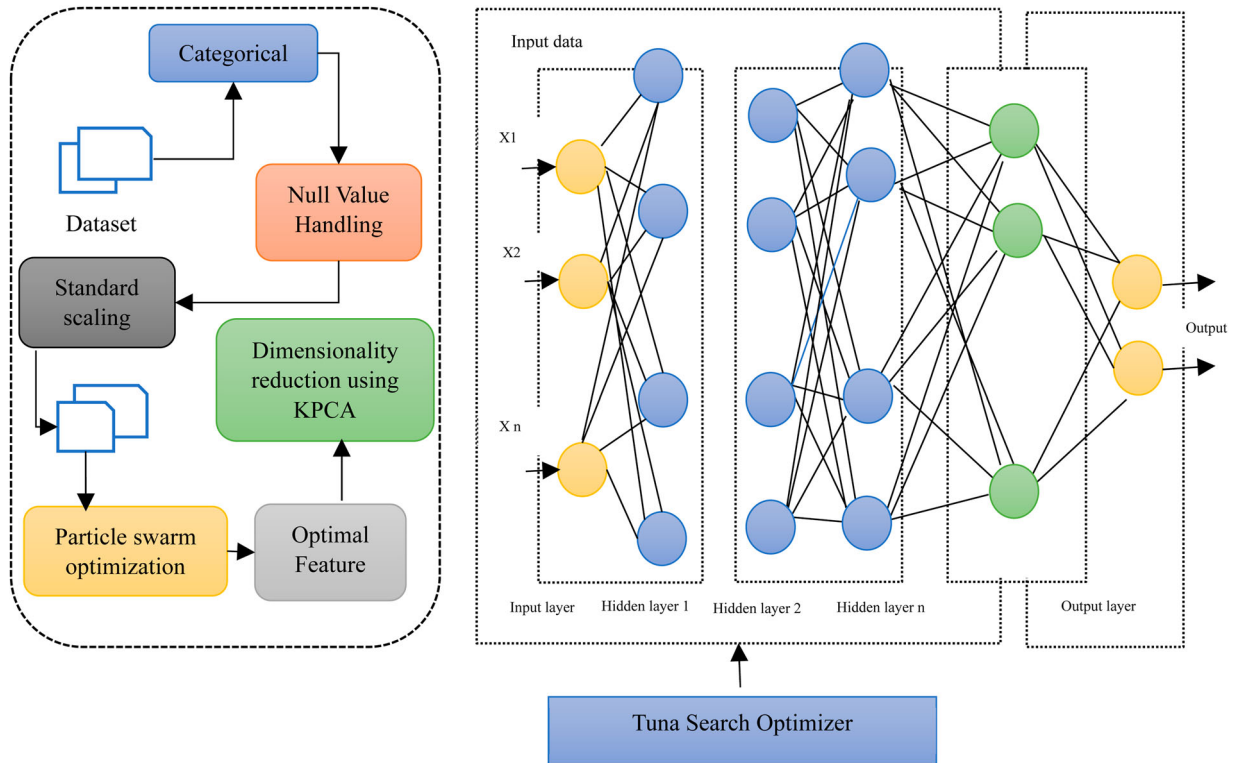 Categorical
Dataset
Null Value
Handling
Standard
scaling
Dimensionality
reduction using
KPCA
Particle swarm
optimization
Optimal
Feature
Input data
X1
X2
X n
Output
Input layer
Hidden layer 1
Hidden layer 2
Hidden layer n
Output layer
Tuna Search Optimizer